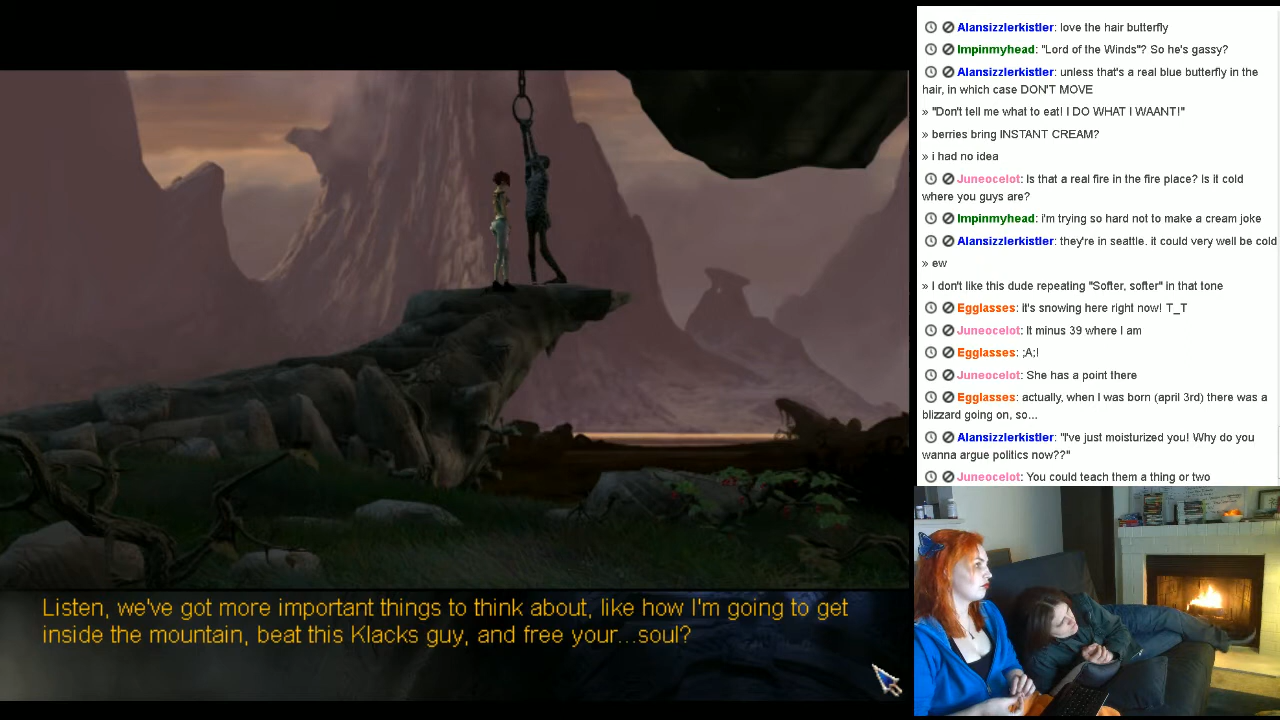 Alansizzlerkistler: love the hair butterfly
Impinmyhead: "Lord of the Winds"? So he's gassy?
Alansizzlerkistler: unless that's a real blue butterfly in the
hair, in which case DON'T MOVE
» "Don't tell me what to eat! I DO WHAT I WAANT!"
» berries bring INSTANT CREAM?
» i had no idea
Juneocelot: Is that a real fire in the fire place? Is it cold
where you guys are?
Impinmyhead: i'm trying so hard not to make a cream joke
Alansizzlerkistler: they're in seattle. it could very well be cold
» ew
» I don't like this dude repeating "Softer, softer" in that tone
Egglasses: It's snowing here right now! T_T
Juneocelot: It minus 39 where I am
Egglasses: ;A;!
Juneocelot: She has a point there
Egglasses: actually, when I was born (april 3rd) there was a
blizzard going on, so...
Alansizzlerkistler: "I've just moisturized you! Why do you
wanna argue politics now??"
Juneocelot: You could teach them a thing or two
Listen, we've got more important things to think about, like how I'm going to get
inside the mountain, beat this Klacks guy, and free your...soul?